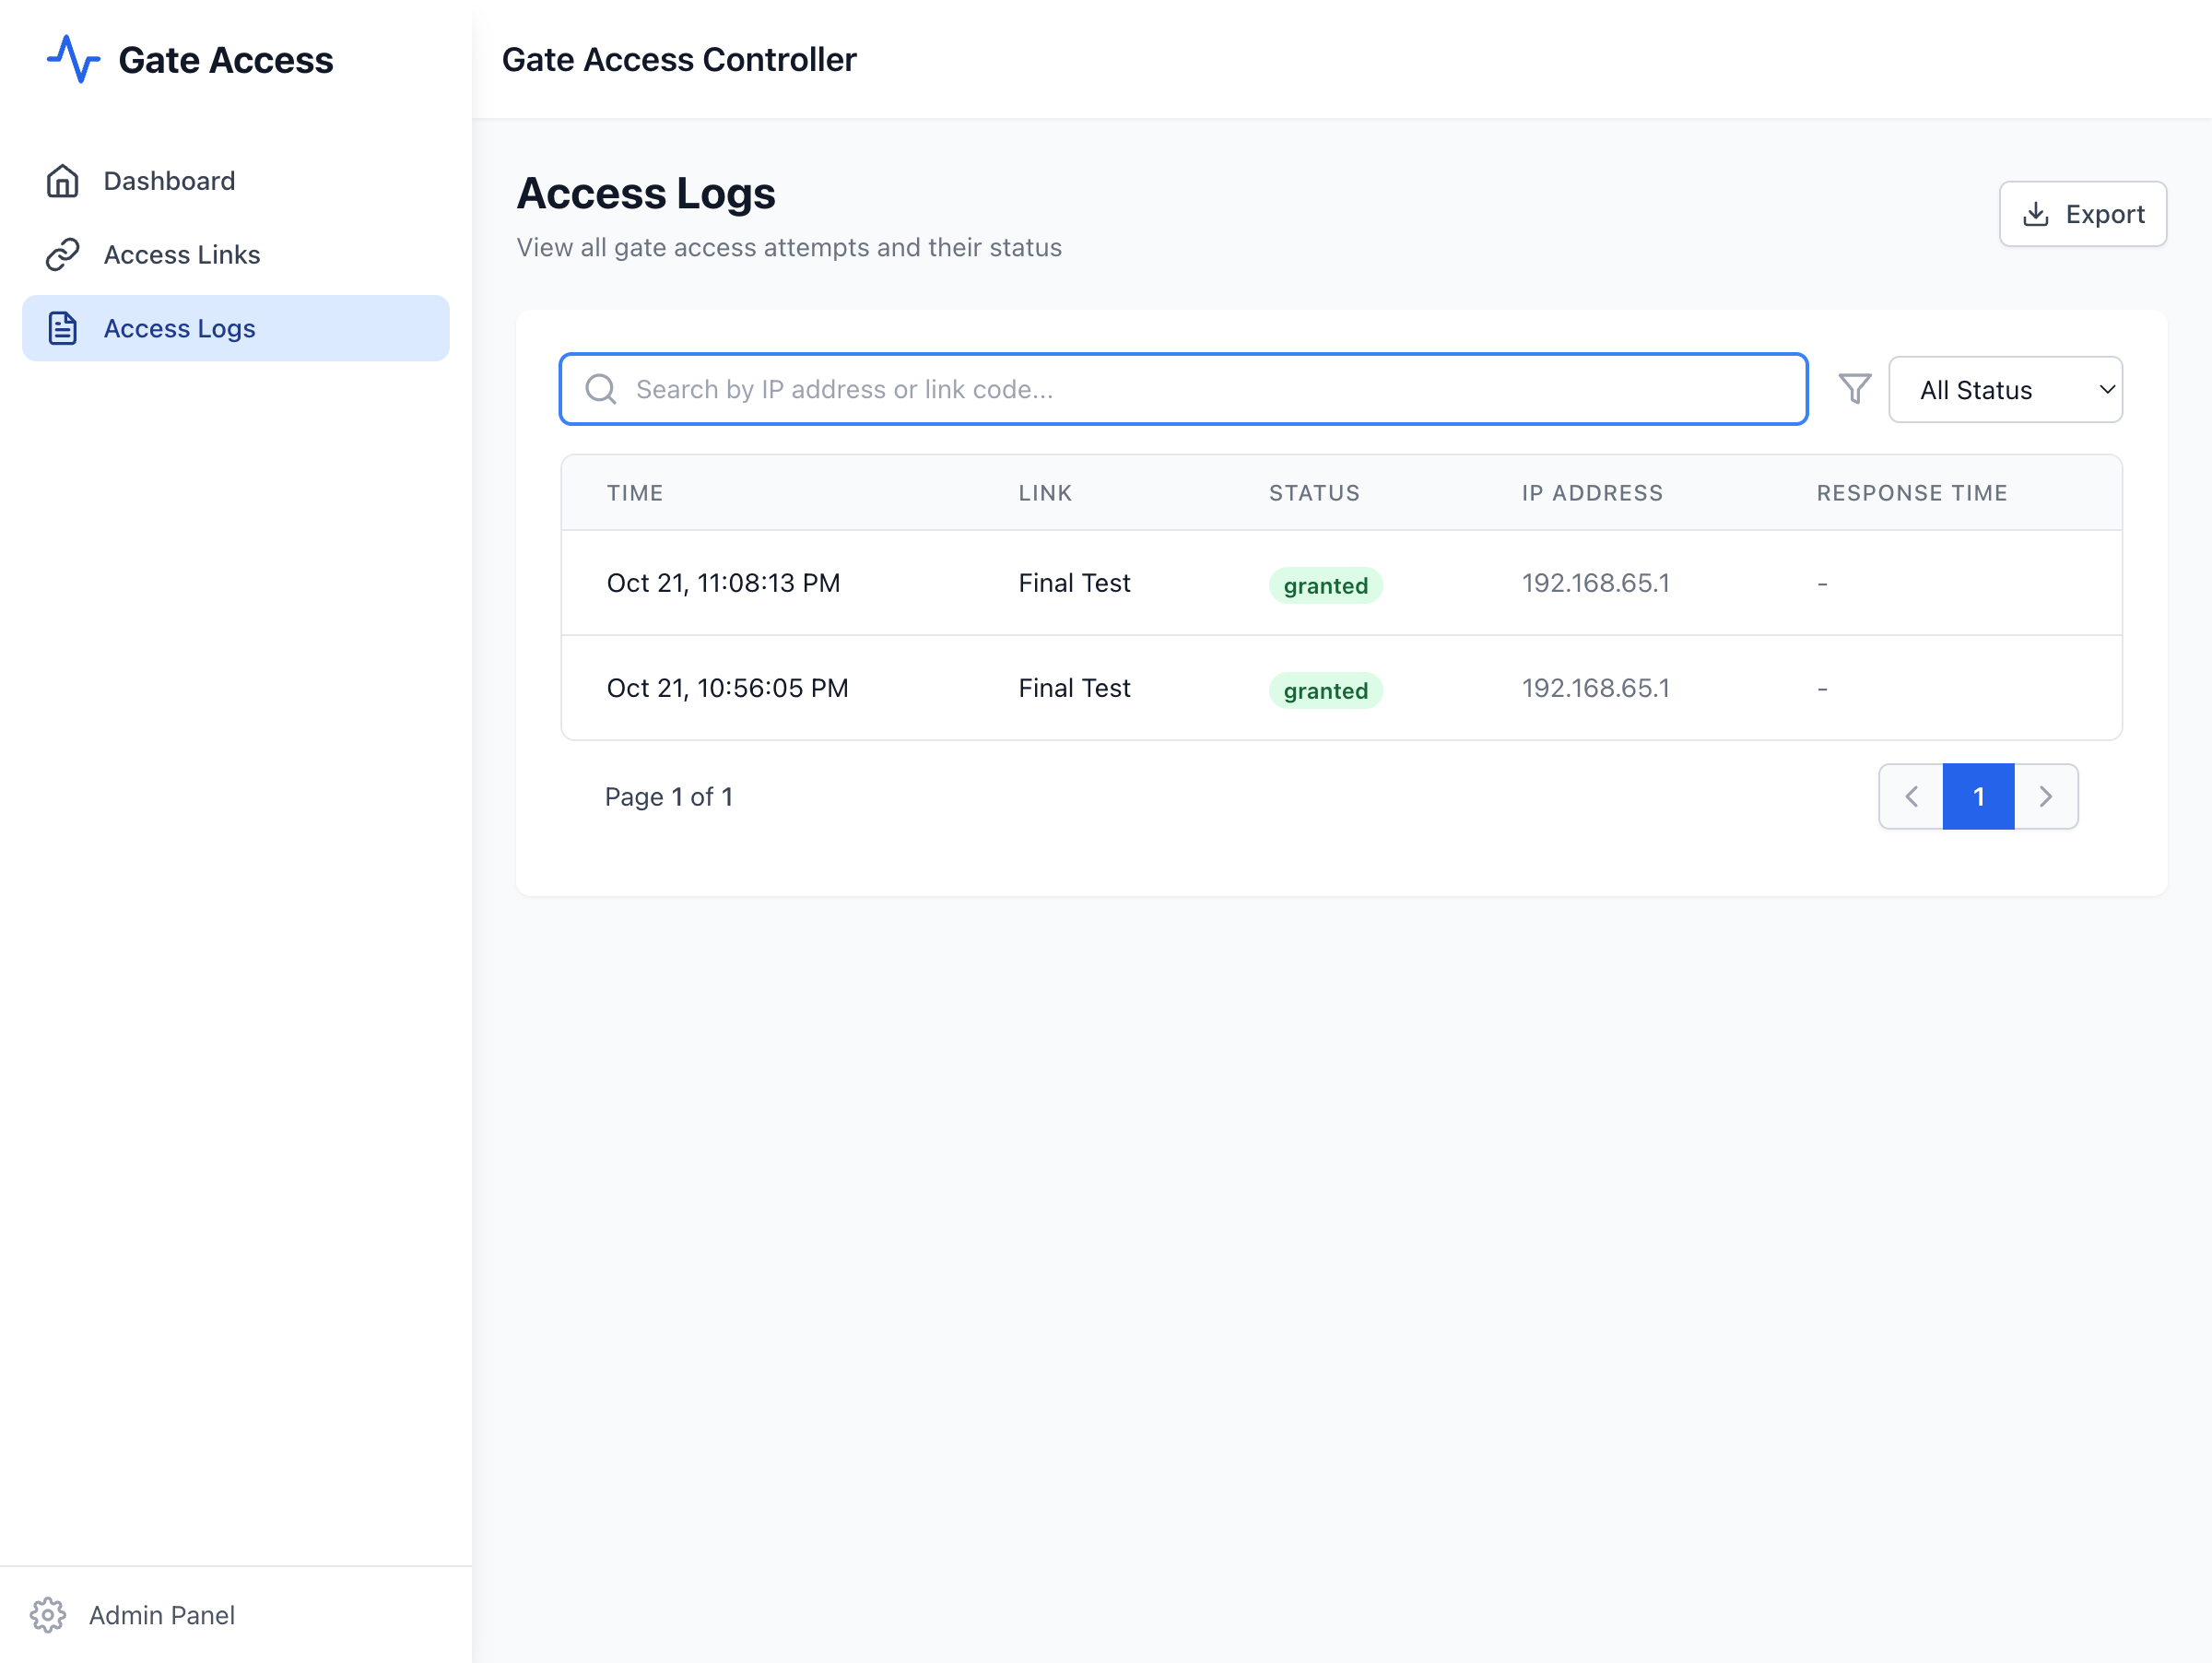 Gate Access
Gate Access Controller
Dashboard
Access Links
Access Logs
Access Logs
View all gate access attempts and their status
Export
Search by IP address or link code...
All Status
TIME LINK STATUS IP ADDRESS RESPONSE TIME
Oct 21, 11:08:13 PM Final Test granted 192.168.65.1 -
Oct 21, 10:56:05 PM Final Test granted 192.168.65.1 -
Page 1 of 1
1
Admin Panel